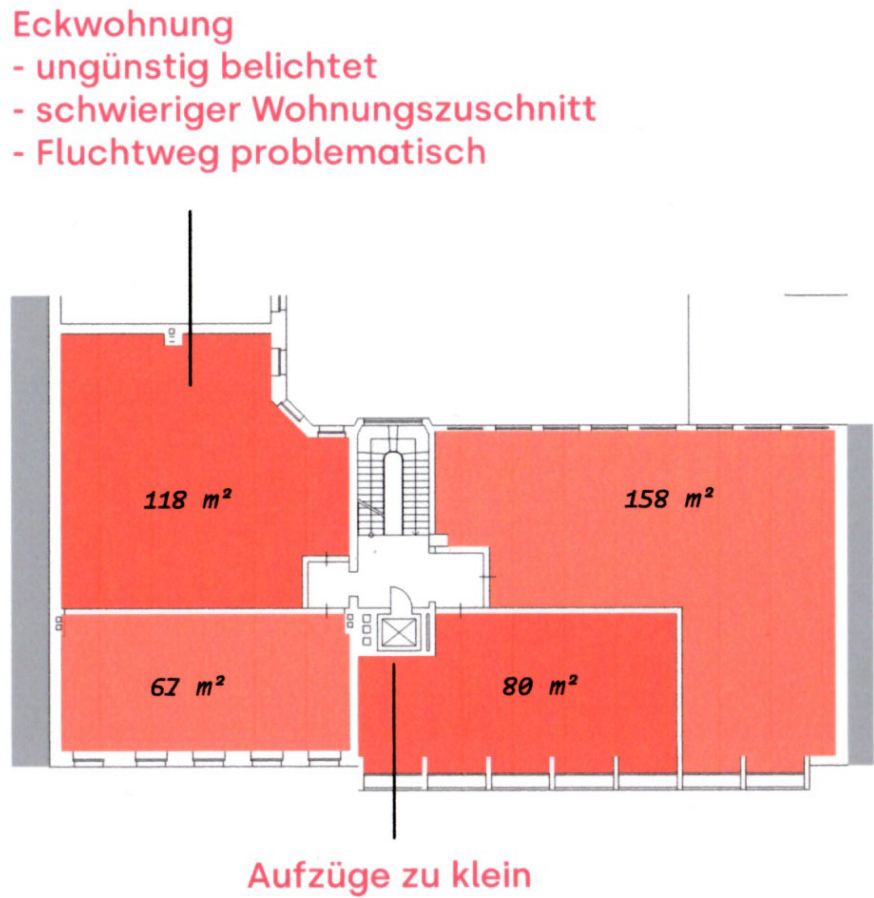 Eckwohnung
- ungünstig belichtet
- schwieriger Wohnungszuschnitt
- Fluchtweg problematisch
118 m²
158 m²
67 m²
80 m²
Aufzüge zu klein